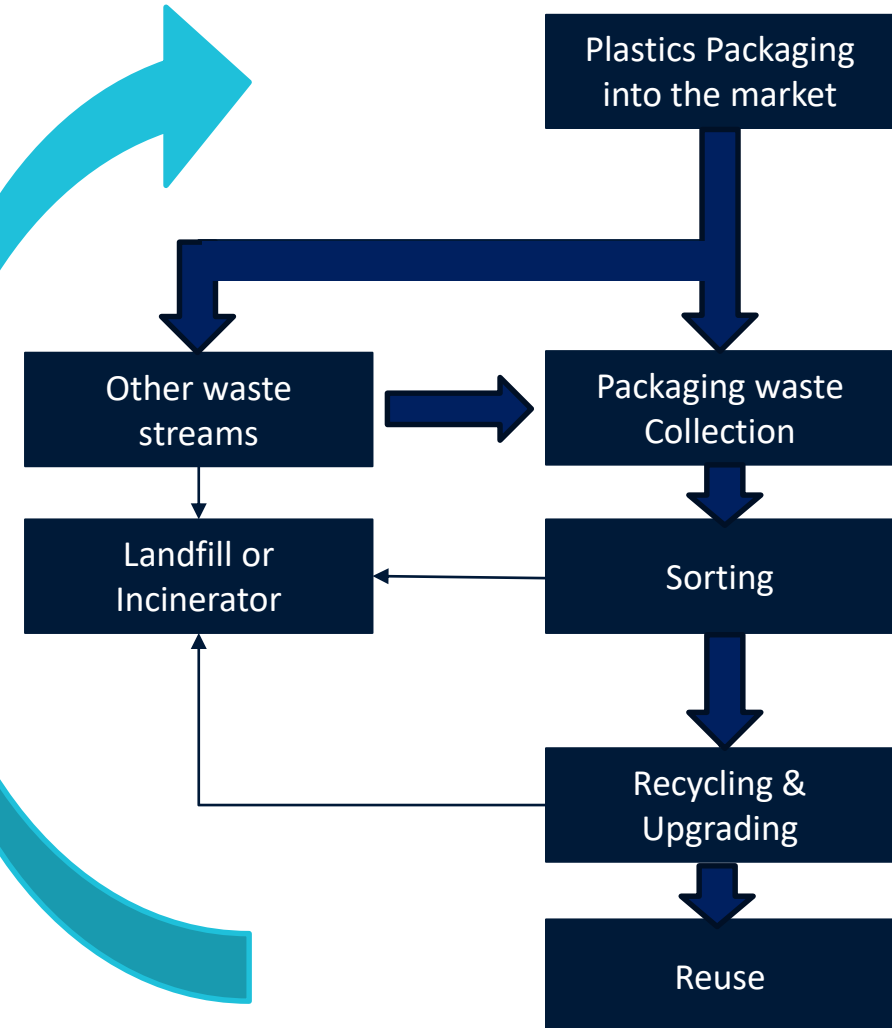 Plastics Packaging
into the market
Other waste
streams
Packaging waste
Collection
Landfill or
Incinerator
Sorting
Recycling &
Upgrading
Reuse